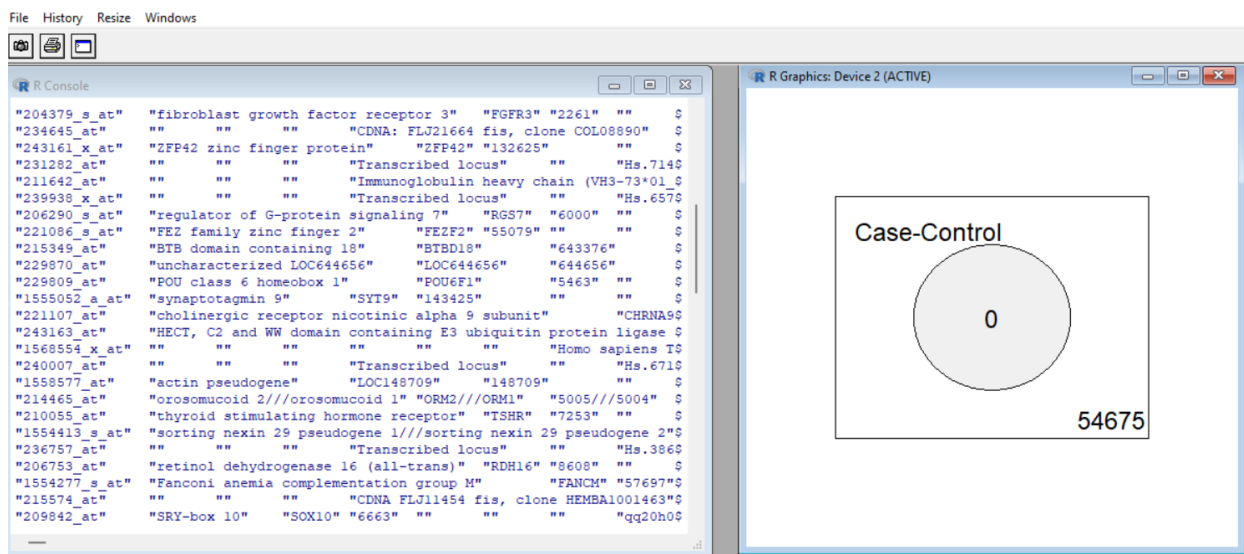 File History Resize Windows
R Console
"204379_s_at" "fibroblast growth factor receptor 3" "FGFR3" "2261" "" $
"234645_at" "" "" "" "CDNA: FLJ21664 fis, clone COL08890" $
"243161_x_at" "ZFP42 zinc finger protein" "ZFP42" "132625" "" $
"231282_at" "" "" "" "Transcribed locus" "" "Hs.714$
"211642_at" "" "" "" "Immunoglobulin heavy chain (VH3-73*01_$
"239938_x_at" "" "" "" "Transcribed locus" "" "Hs.657$
"206290_s_at" "regulator of G-protein signaling 7" "RGS7" "6000" "" $
"221086_s_at" "FEZ family zinc finger 2" "FEZF2" "55079" "" "" $
"215349_at" "BTB domain containing 18" "BTBD18" "643376" $
"229870_at" "uncharacterized LOC644656" "LOC644656" "644656" $
"229809_at" "POU class 6 homeobox 1" "POU6F1" "5463" "" $
"1555052_a_at" "synaptotagmin 9" "SYT9" "143425" "" "" $
"221107_at" "cholinergic receptor nicotinic alpha 9 subunit" "CHRNA9$
"243163_at" "HECT, C2 and WW domain containing E3 ubiquitin protein ligase $
"1568554_x_at" "" "" "" "" "" "" "Homo sapiens T$
"240007_at" "" "" "" "Transcribed locus" "" "Hs.671$
"1558577_at" "actin pseudogene" "LOC148709" "148709" "" $
"214465_at" "orosomucoid 2///orosomucoid 1" "ORM2///ORM1" "5005///5004" $
"210055_at" "thyroid stimulating hormone receptor" "TSHR" "7253" "" $
"1554413_s_at" "sorting nexin 29 pseudogene 1///sorting nexin 29 pseudogene 2"$
"236757_at" "" "" "" "Transcribed locus" "" "Hs.386$
"206753_at" "retinol dehydrogenase 16 (all-trans)" "RDH16" "8608" "" $
"1554277_s_at" "Fanconi anemia complementation group M" "FANCM" "57697"$
"215574_at" "" "" "" "CDNA FLJ11454 fis, clone HEMBA1001463"$
"209842_at" "SRY-box 10" "SOX10" "6663" "" "" "" "qq20h0$
R Graphics: Device 2 (ACTIVE)
Case-Control
0
54675